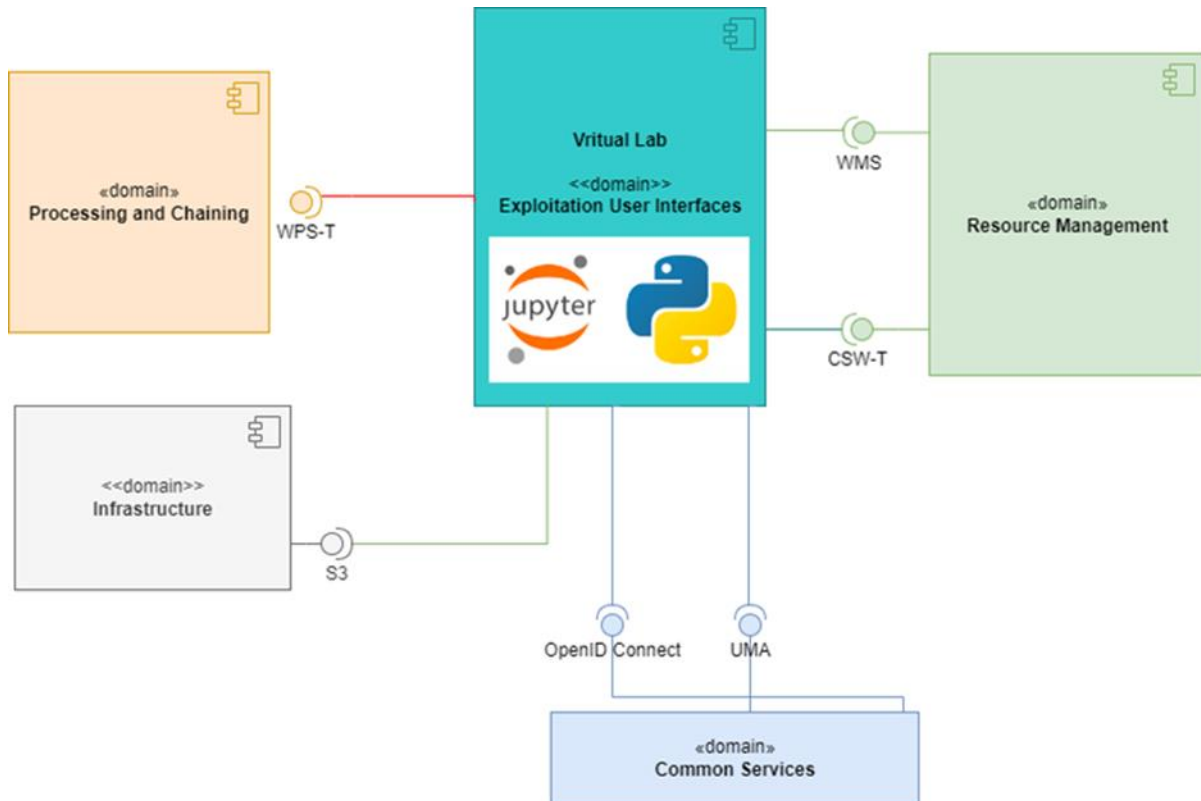 «domain»
Processing and Chaining
WPS-T
Vritual Lab
<<domain>>
Exploitation User Interfaces
jupyter
WMS
CSW-T
«domain»
Resource Management
<<domain>>
Infrastructure
S3
OpenID Connect
UMA
«domain»
Common Services